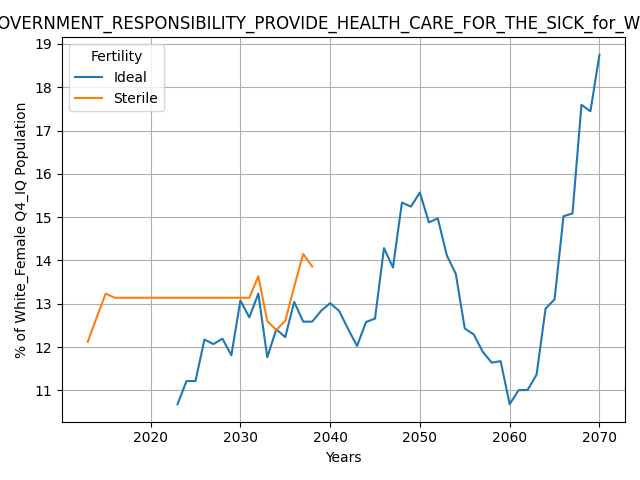 OVERNMENT_RESPONSIBILITY_PROVIDE_HEALTH_CARE_FOR_THE_SICK_for_W
19
18
17
16
15
14
13
12
11
% of White_Female Q4_IQ Population
Fertility
Ideal
Sterile
2020 2030 2040 2050 2060 2070
Years